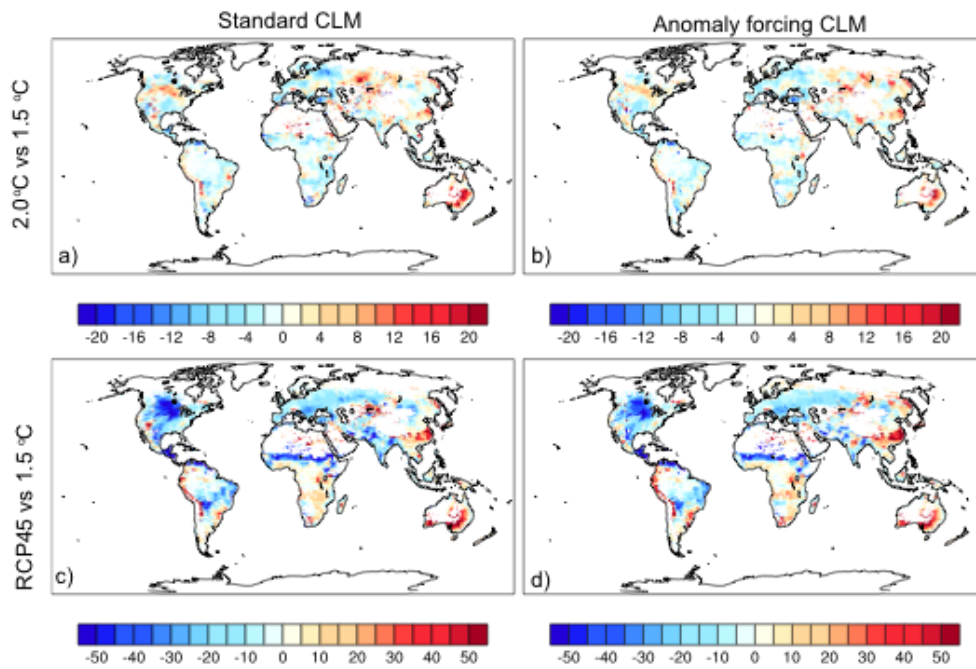 Standard CLM
Anomaly forcing CLM
2.0°C vs 1.5 °C
a)
b)
-20 -16 -12 -8 -4 0 4 8 12 16 20
-20 -16 -12 -8 -4 0 4 8 12 16 20
RCP45 vs 1.5 °C
c)
d)
-50 -40 -30 -20 -10 0 10 20 30 40 50
-50 -40 -30 -20 -10 0 10 20 30 40 50